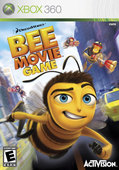 XBOX 360
DREAMWORKS
BEE
MOVIE
GAME
E
ACTIVISION